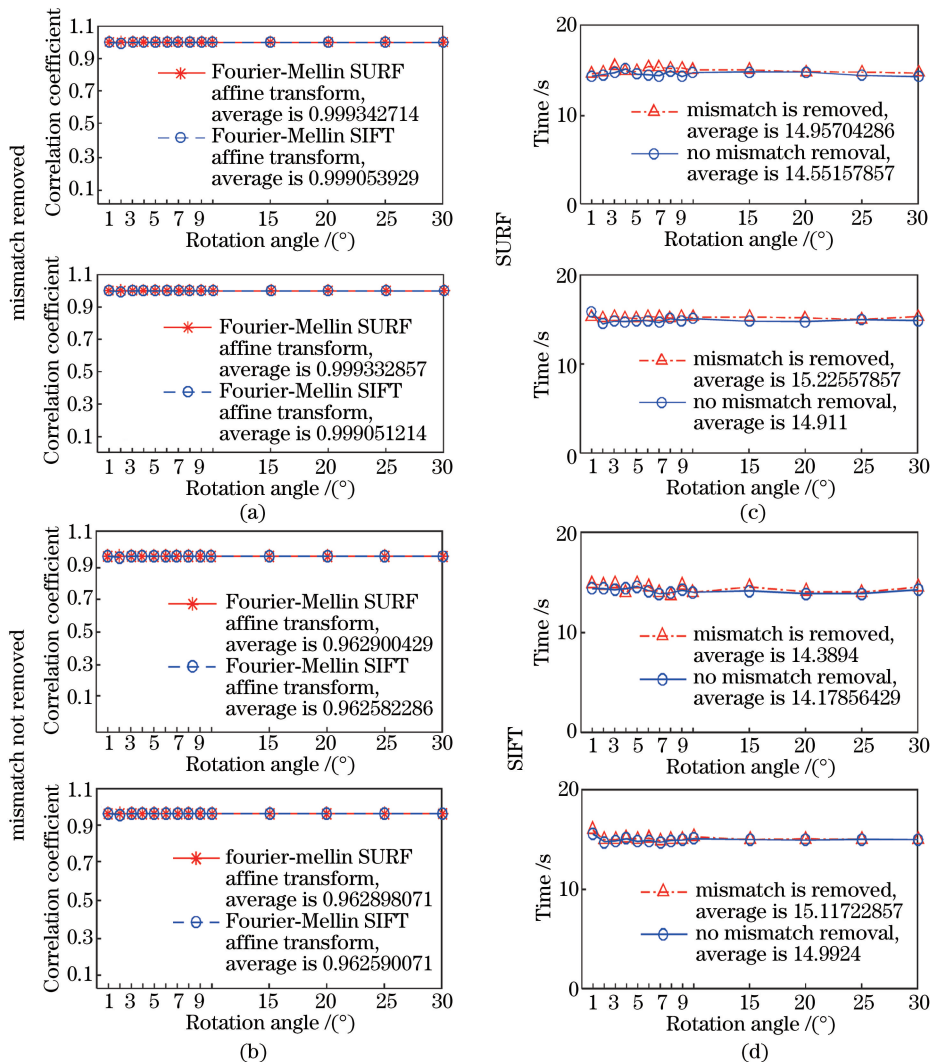 mismatch removed
Correlation coefficient
1.1
0.9
0.7
0.5
0.3
0.1
Fourier-Mellin SURF
affine transform,
average is 0.999342714
Fourier-Mellin SIFT
affine transform,
average is 0.999053929
1 3 5 7 9 15 20 25 30
Rotation angle /(°)
Correlation coefficient
1.1
0.9
0.7
0.5
0.3
0.1
Fourier-Mellin SURF
affine transform,
average is 0.999332857
Fourier-Mellin SIFT
affine transform,
average is 0.999051214
1 3 5 7 9 15 20 25 30
Rotation angle /(°)
(a)
SURF
Time /s
20
10
0
mismatch is removed,
average is 14.95704286
no mismatch removal,
average is 14.55157857
1 3 5 7 9 15 20 25 30
Rotation angle /(°)
Time /s
20
10
0
mismatch is removed,
average is 15.22557857
no mismatch removal,
average is 14.911
1 3 5 7 9 15 20 25 30
Rotation angle /(°)
(c)
mismatch not removed
Correlation coefficient
1.1
0.9
0.7
0.5
0.3
0.1
Fourier-Mellin SURF
affine transform,
average is 0.962900429
Fourier-Mellin SIFT
affine transform,
average is 0.962582286
1 3 5 7 9 15 20 25 30
Rotation angle /(°)
Correlation coefficient
1.1
0.9
0.7
0.5
0.3
0.1
fourier-mellin SURF
affine transform,
average is 0.962898071
Fourier-Mellin SIFT
affine transform,
average is 0.962590071
1 3 5 7 9 15 20 25 30
Rotation angle /(°)
(b)
SIFT
Time /s
20
10
0
mismatch is removed,
average is 14.3894
no mismatch removal,
average is 14.17856429
1 3 5 7 9 15 20 25 30
Rotation angle /(°)
Time /s
20
10
0
mismatch is removed,
average is 15.11722857
no mismatch removal,
average is 14.9924
1 3 5 7 9 15 20 25 30
Rotation angle /(°)
(d)